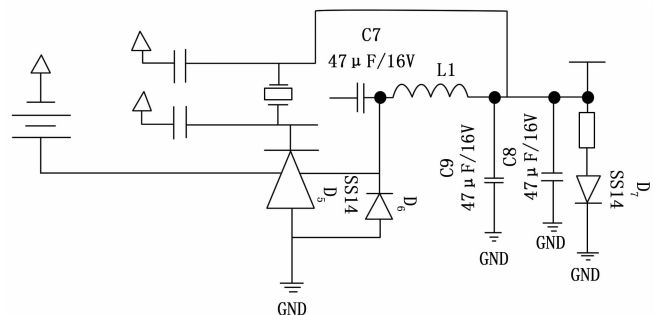 C7
47μF/16V
L1
C9
47μF/16V
C8
47μF/16V
D7
SS14
D5
SS14
D6
GND
GND
GND
GND